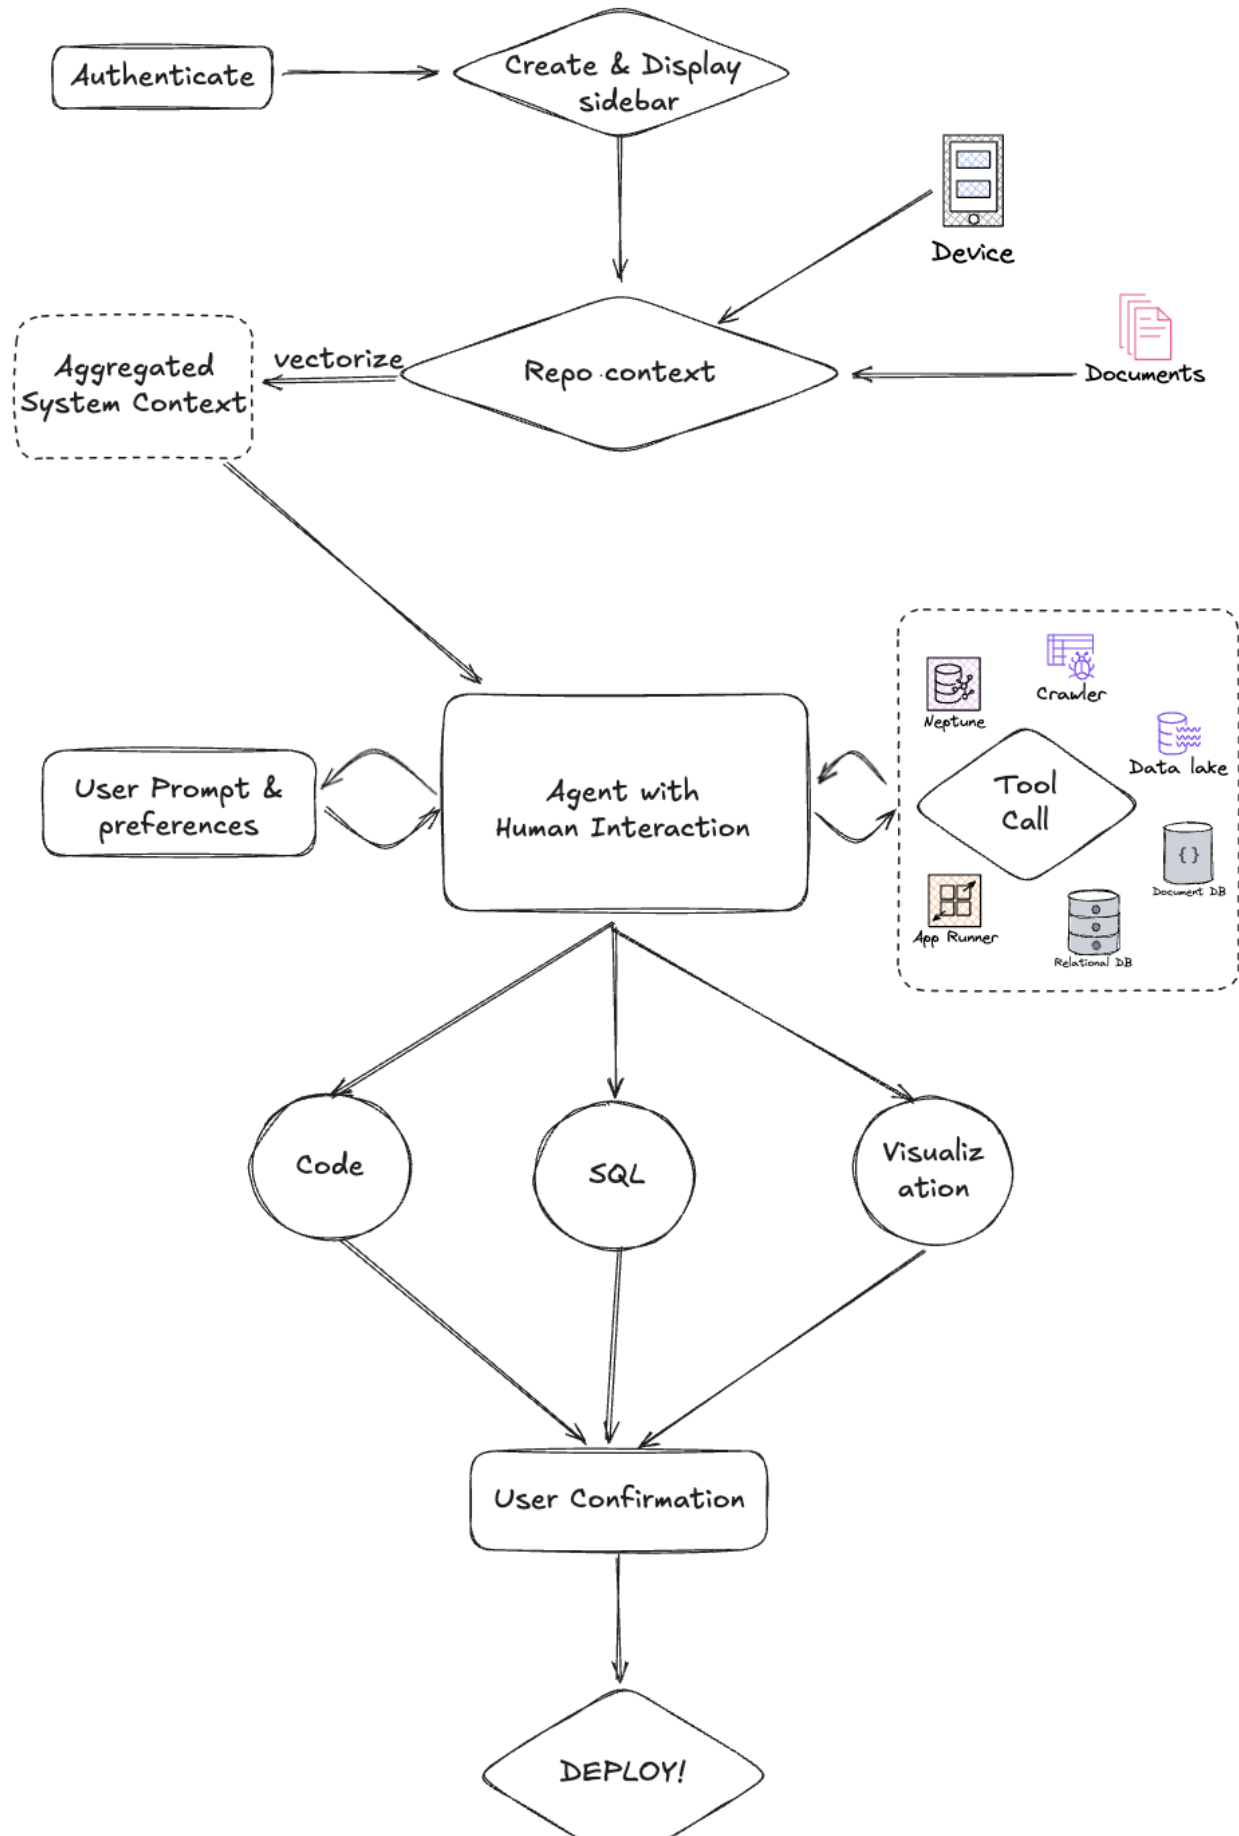 Authenticate
Create & Display
sidebar
Device
Documents
Repo context
vectorize
Aggregated
System Context
Neptune
Crawler
Data lake
Tool
Call
Document DB
App Runner
Relational DB
User Prompt &
preferences
Agent with
Human Interaction
Code
SQL
Visualiz
ation
User Confirmation
DEPLOY!